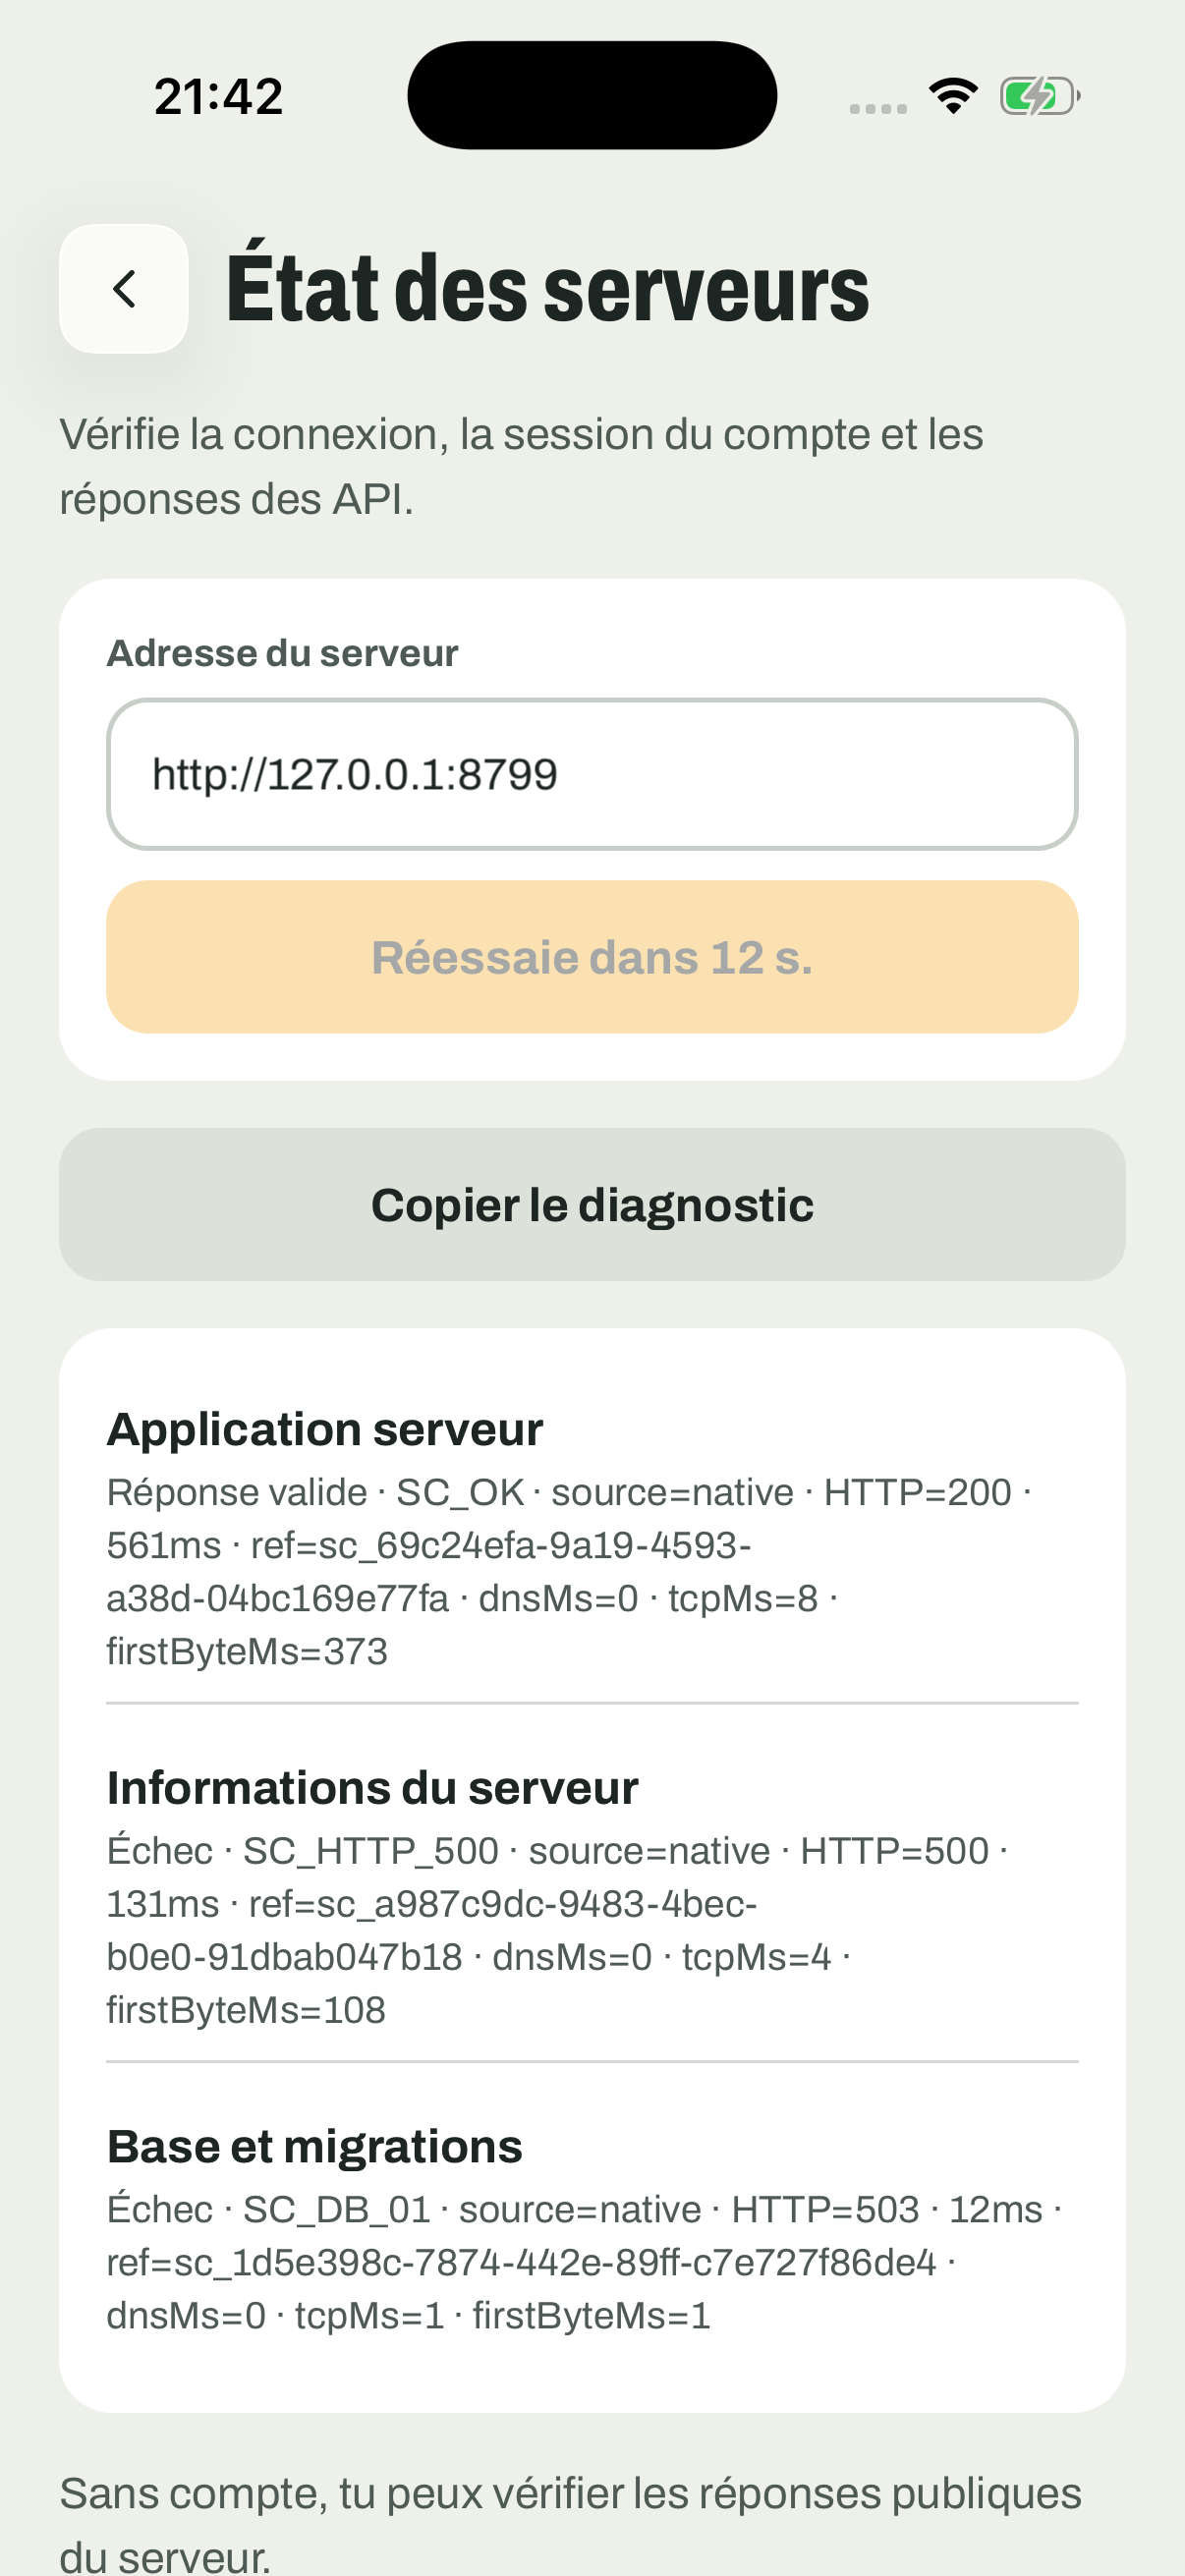 21:42
État des serveurs
Vérifie la connexion, la session du compte et les
réponses des API.
Adresse du serveur
http://127.0.0.1:8799
Réessaie dans 12 s.
Copier le diagnostic
Application serveur
Réponse valide · SC_OK · source=native · HTTP=200 ·
561ms · ref=sc_69c24efa-9a19-4593-
a38d-04bc169e77fa · dnsMs=0 · tcpMs=8 ·
firstByteMs=373
Informations du serveur
Échec · SC_HTTP_500 · source=native · HTTP=500 ·
131ms · ref=sc_a987c9dc-9483-4bec-
b0e0-91dbab047b18 · dnsMs=0 · tcpMs=4 ·
firstByteMs=108
Base et migrations
Échec · SC_DB_01 · source=native · HTTP=503 · 12ms ·
ref=sc_1d5e398c-7874-442e-89ff-c7e727f86de4 ·
dnsMs=0 · tcpMs=1 · firstByteMs=1
Sans compte, tu peux vérifier les réponses publiques
du serveur.